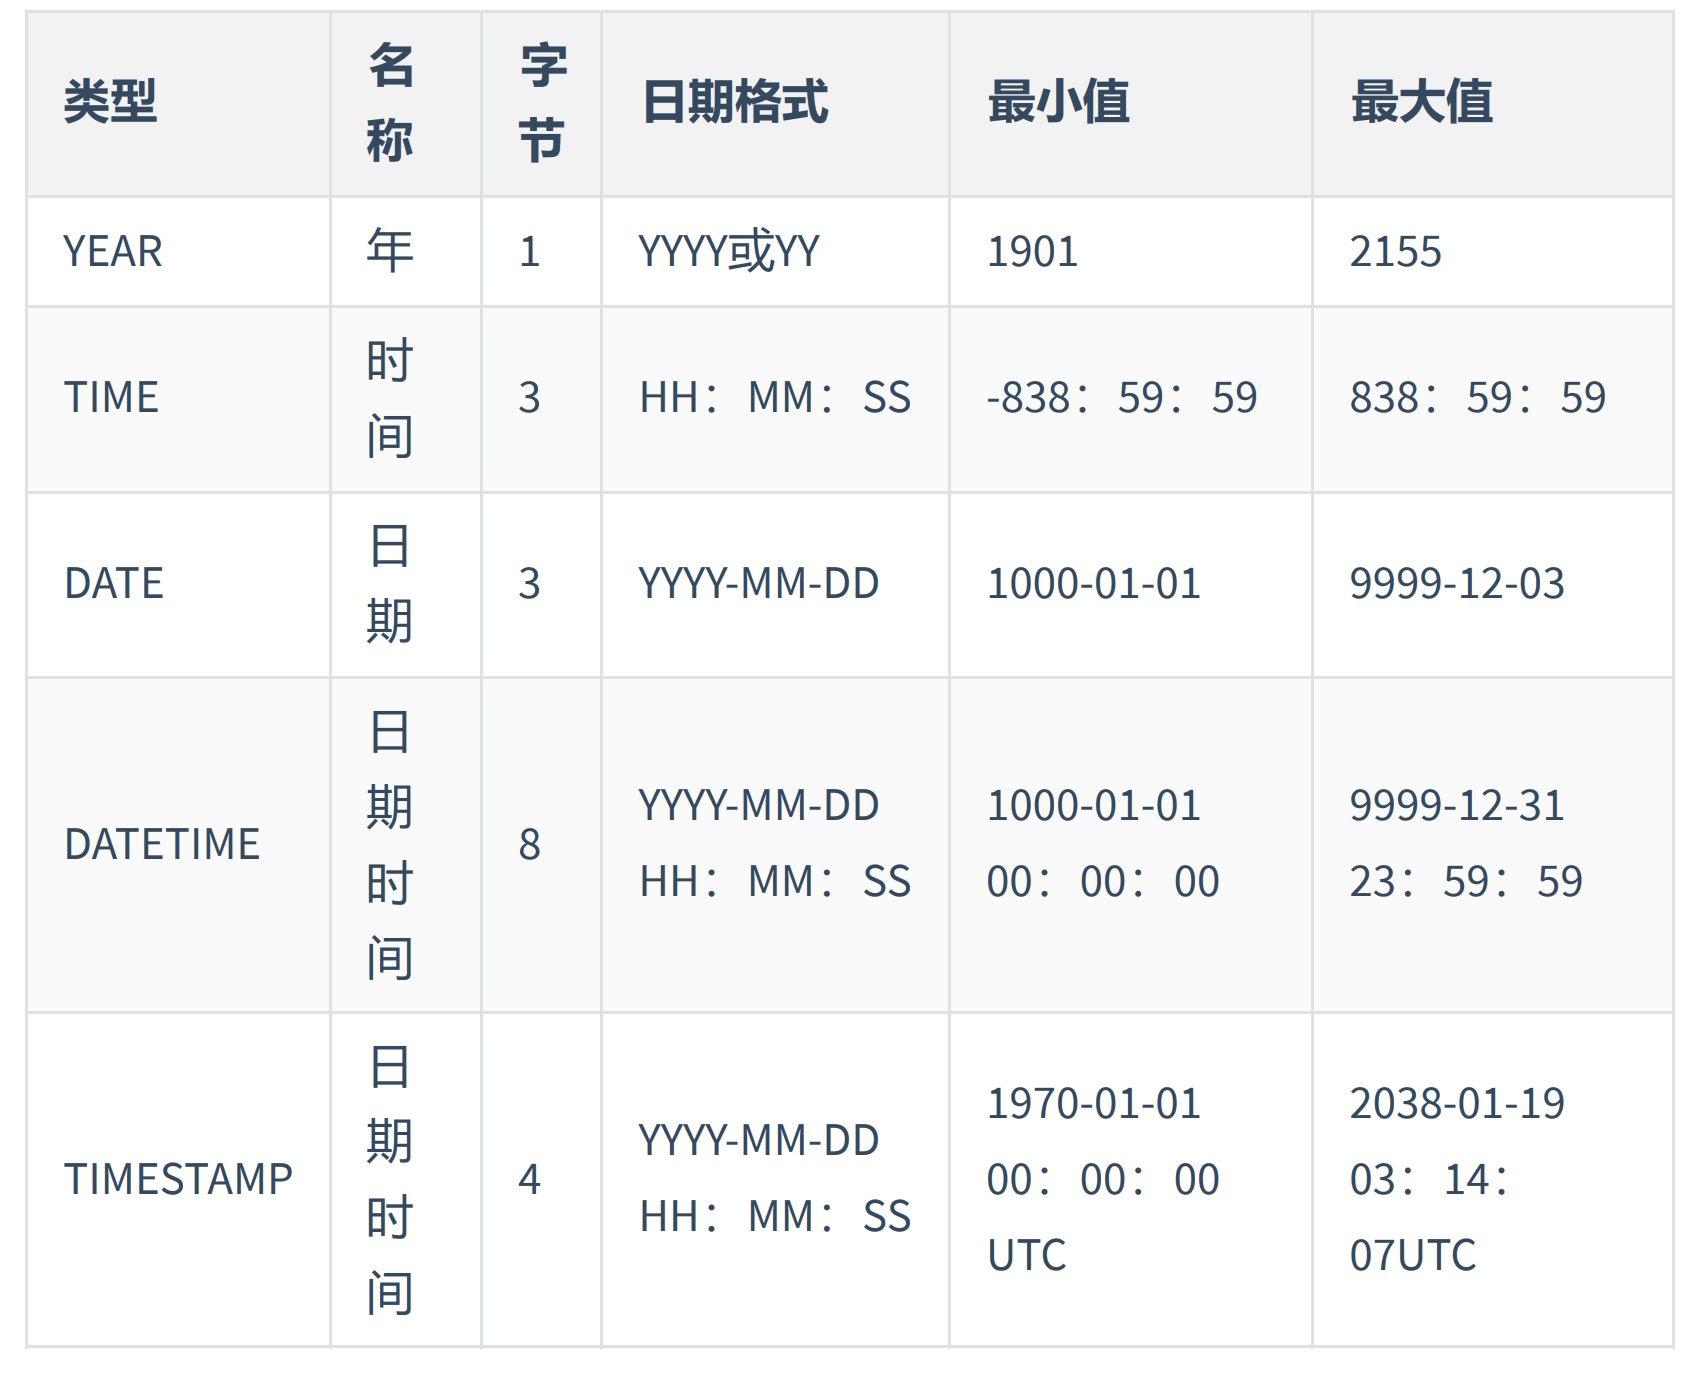 类型
名
称
字
节
日期格式
最小值
最大值
YEAR
年
1
YYYY或YY
1901
2155
TIME
时
间
3
HH：MM：SS
-838：59：59
838：59：59
DATE
日
期
3
YYYY-MM-DD
1000-01-01
9999-12-03
DATETIME
日
期
时
间
8
YYYY-MM-DD
HH：MM：SS
1000-01-01
00：00：00
9999-12-31
23：59：59
TIMESTAMP
日
期
时
间
4
YYYY-MM-DD
HH：MM：SS
1970-01-01
00：00：00
UTC
2038-01-19
03：14：
07UTC